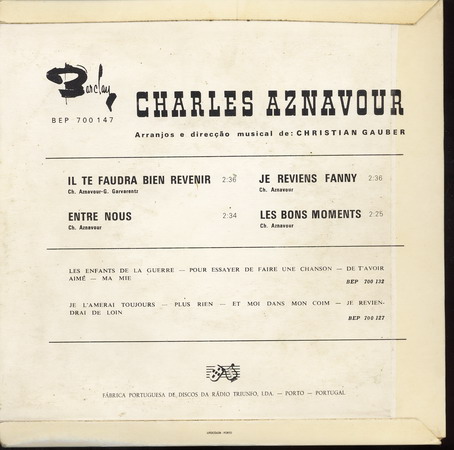 Barclay
BEP 700 147
CHARLES AZNAVOUR
Arranjos e direcção musical de: CHRISTIAN GAUBER
IL TE FAUDRA BIEN REVENIR 2:36
Ch. Aznavour-G. Garvarentz
JE REVIENS FANNY 2:36
Ch. Aznavour
ENTRE NOUS 2:34
Ch. Aznavour
LES BONS MOMENTS 2:25
Ch. Aznavour
LES ENFANTS DE LA GUERRE — POUR ESSAYER DE FAIRE UNE CHANSON — DE T'AVOIR
AIMÉ — MA MIE
BEP 700 132
JE L'AMERAI TOUJOURS — PLUS RIEN — ET MOI DANS MON COIM — JE REVIEN-
DRAI DE LOIN
BEP 700 127
FÁBRICA PORTUGUESA DE DISCOS DA RÁDIO TRIUNFO, LDA. — PORTO — PORTUGAL